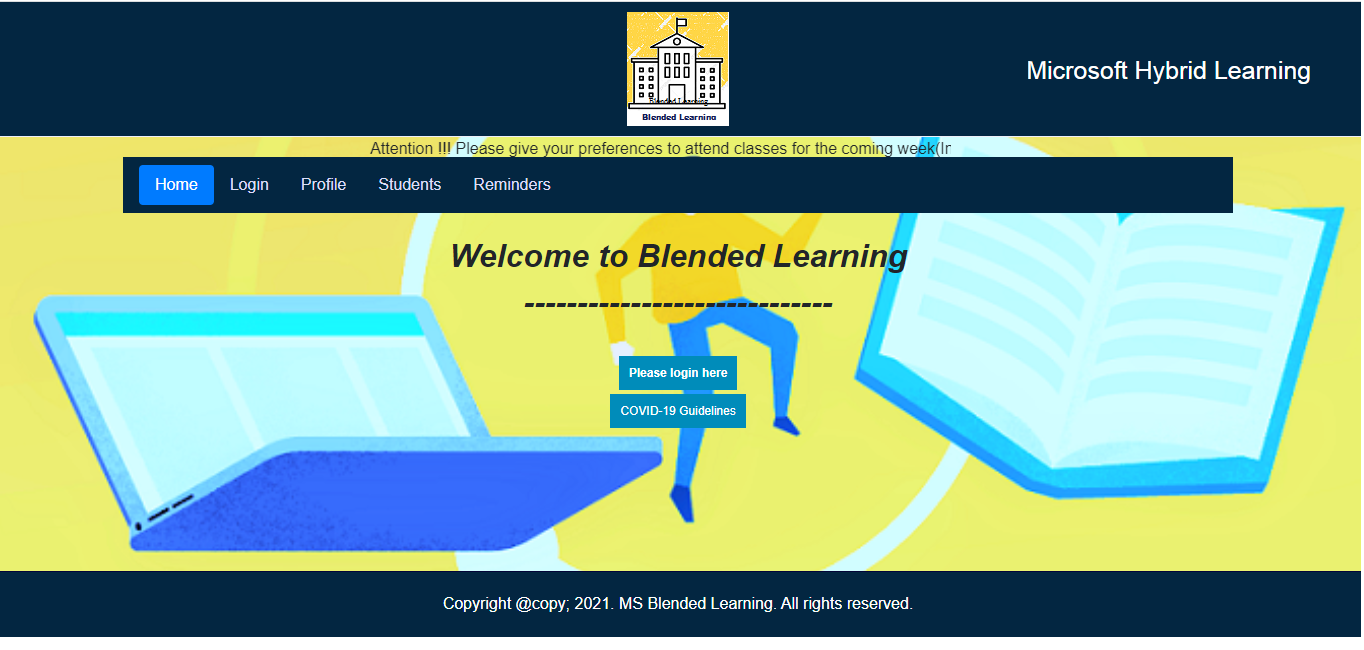 Blended Learning
Blended Learning
Microsoft Hybrid Learning
Attention !!! Please give your preferences to attend classes for the coming week(In
Home Login Profile Students Reminders
Welcome to Blended Learning
-----------------------------
Please login here
COVID-19 Guidelines
Copyright @copy; 2021. MS Blended Learning. All rights reserved.